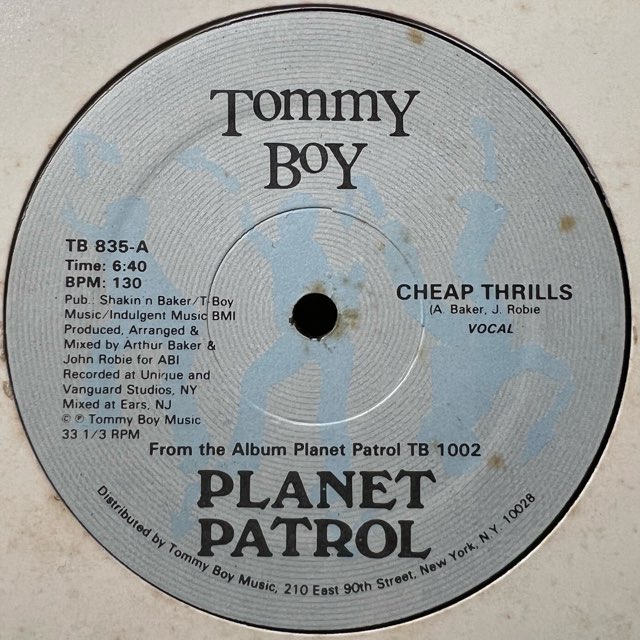 Tommy
Boy
TB 835-A
Time: 6:40
BPM: 130
Pub.: Shakin'n Baker/T-Boy
Music/Indulgent Music BMI
Produced, Arranged &
Mixed by Arthur Baker &
John Robie for ABI
Recorded at Unique and
Vanguard Studios, NY
Mixed at Ears, NJ
© ℗ Tommy Boy Music
33 1/3 RPM
CHEAP THRILLS
(A. Baker, J. Robie
VOCAL
From the Album Planet Patrol TB 1002
PLANET
PATROL
Distributed by Tommy Boy Music, 210 East 90th Street, New York, N.Y. 10028